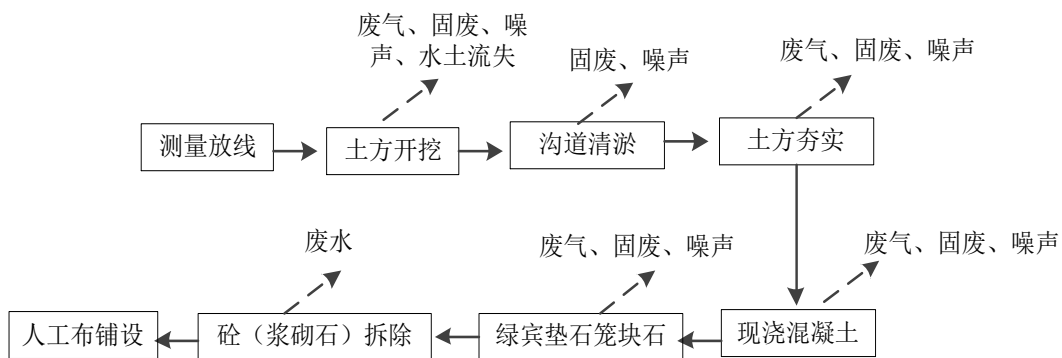 废气、固废、噪
声、水土流失
固废、噪声
废气、固废、噪声
测量放线
土方开挖
沟道清淤
土方夯实
废水
废气、固废、噪声
废气、固废、噪声
人工布铺设
砼（浆砌石）拆除
绿宾垫石笼块石
现浇混凝土